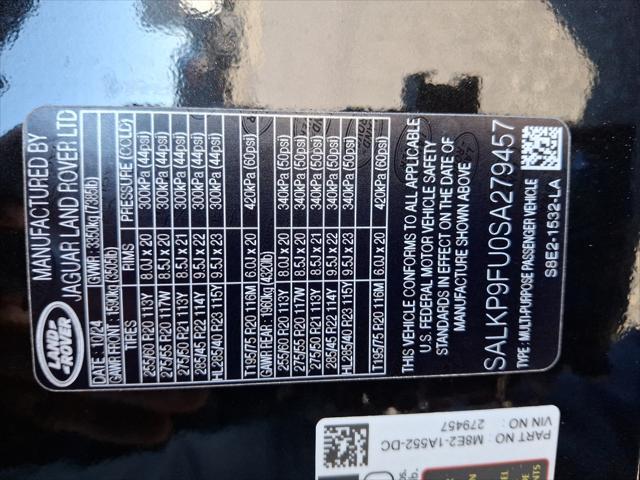 LAND-
ROVER
MANUFACTURED BY
JAGUAR LAND ROVER LTD
DATE : 10/24 GVWR : 3350kg (7385lb)
GAWR FRONT : 1590kg (3505lb)
TIRES RIMS PRESSURE (COLD)
265/60 R20 113Y 8.0J x 20 300kPa (44psi)
275/55 R20 117W 8.0J x 20 300kPa (44psi)
275/50 R21 113Y 8.5J x 21 300kPa (44psi)
285/45 R22 114Y 9.5J x 22 300kPa (44psi)
HL285/40 R23 115Y 9.5J x 23 300kPa (44psi)
T195/75 R20 116M 6.0J x 20 420kPa (60psi)
GAWR REAR : 1960kg (4320lb)
265/60 R20 113Y 8.0J x 20 340kPa (50psi)
275/55 R20 117W 8.0J x 20 340kPa (50psi)
275/50 R21 113Y 8.5J x 21 340kPa (50psi)
285/45 R22 114Y 9.5J x 22 340kPa (50psi)
HL285/40 R23 115Y 9.5J x 23 340kPa (50psi)
T195/75 R20 116M 6.0J x 20 420kPa (60psi)
THIS VEHICLE CONFORMS TO ALL APPLICABLE
U.S. FEDERAL MOTOR VEHICLE SAFETY
STANDARDS IN EFFECT ON THE DATE OF
MANUFACTURE SHOWN ABOVE.
SALKP9FU0SA279457
TYPE : MULTI-PURPOSE PASSENGER VEHICLE
S8E2-1532-LA
PART NO : M8E2-1A552-DC
VIN NO : 279457